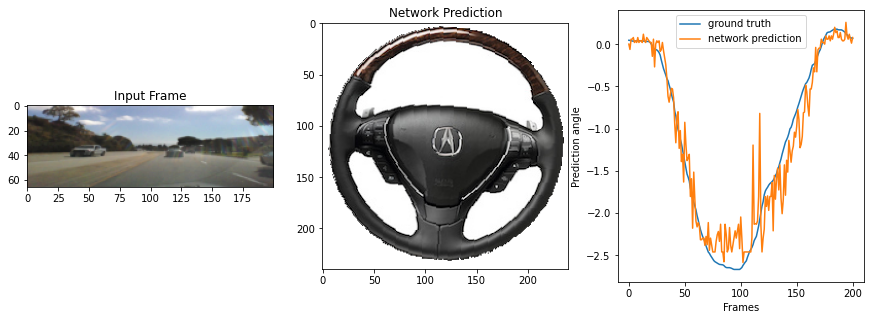 Input Frame
0
20
40
60
0 25 50 75 100 125 150 175
Network Prediction
0
50
100
150
200
0 50 100 150 200
ground truth
network prediction
Prediction angle
0.0
−0.5
−1.0
−1.5
−2.0
−2.5
0 50 100 150 200
Frames